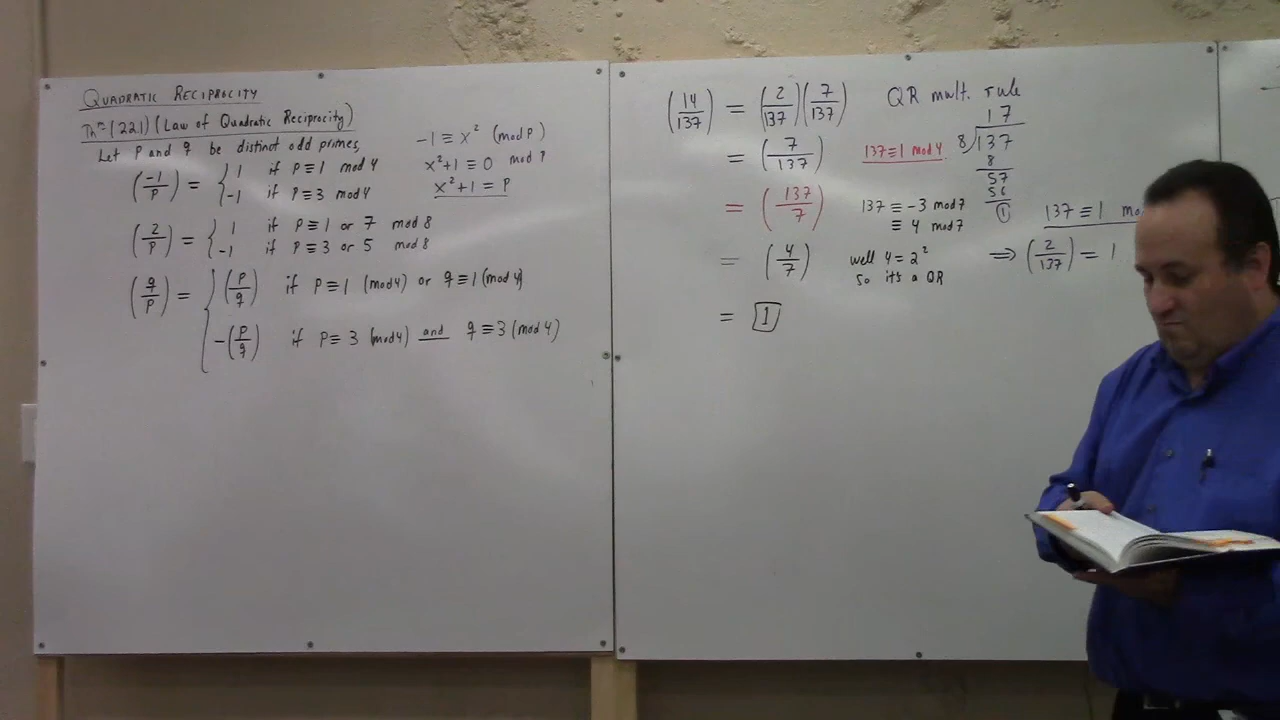 QUADRATIC RECIPROCITY
Thm (22.1) (Law of Quadratic Reciprocity)
Let p and q be distinct odd primes,
(-1/p) = { 1 if p ≡ 1 mod 4
-1 if p ≡ 3 mod 4
(2/p) = { 1 if p ≡ 1 or 7 mod 8
-1 if p ≡ 3 or 5 mod 8
(q/p) = { (p/q) if p ≡ 1 (mod 4) or q ≡ 1 (mod 4)
-(p/q) if p ≡ 3 (mod 4) and q ≡ 3 (mod 4)
-1 ≡ x² (mod p)
x²+1 ≡ 0 mod p
x²+1 = p
(14/137) = (2/137)(7/137) QR mult. rule
= (7/137) 137 ≡ 1 mod 4.
= (137/7) 137 ≡ -3 mod 7
≡ 4 mod 7
= (4/7) well 4 = 2²
so it's a QR
= 1
17
8)137
8
57
56
1
137 ≡ 1
⇒ (2/137) = 1